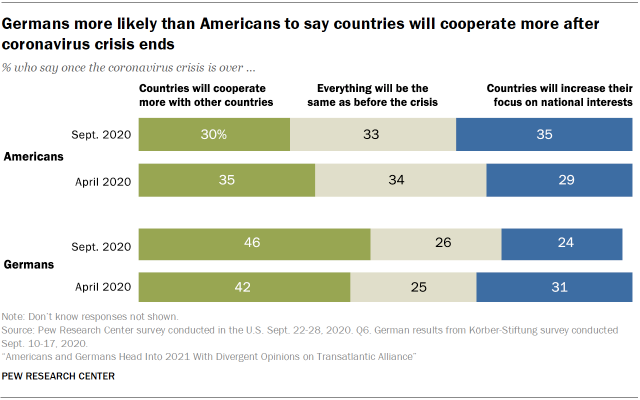 Germans more likely than Americans to say countries will cooperate more after
coronavirus crisis ends
% who say once the coronavirus crisis is over ...
Countries will cooperate
more with other countries
Everything will be the
same as before the crisis
Countries will increase their
focus on national interests
Sept. 2020 30% 33 35
Americans
April 2020 35 34 29
Sept. 2020 46 26 24
Germans
April 2020 42 25 31
Note: Don't know responses not shown.
Source: Pew Research Center survey conducted in the U.S. Sept. 22-28, 2020. Q6. German results from Körber-Stiftung survey conducted
Sept. 10-17, 2020.
"Americans and Germans Head Into 2021 With Divergent Opinions on Transatlantic Alliance"
PEW RESEARCH CENTER